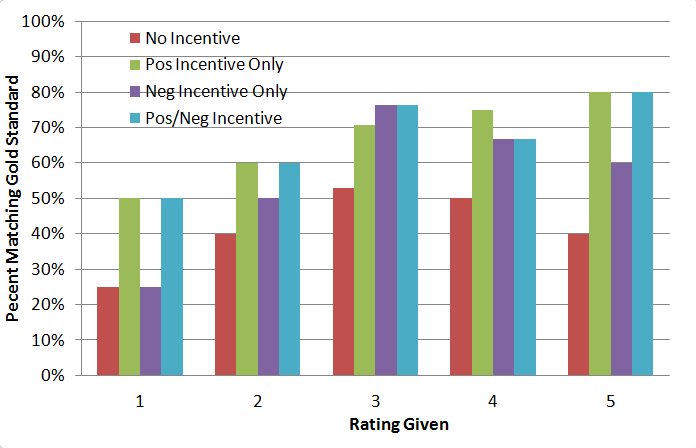 100%
90%
80%
70%
60%
50%
40%
30%
20%
10%
0%
Pecent Matching Gold Standard
No Incentive
Pos Incentive Only
Neg Incentive Only
Pos/Neg Incentive
1 2 3 4 5
Rating Given